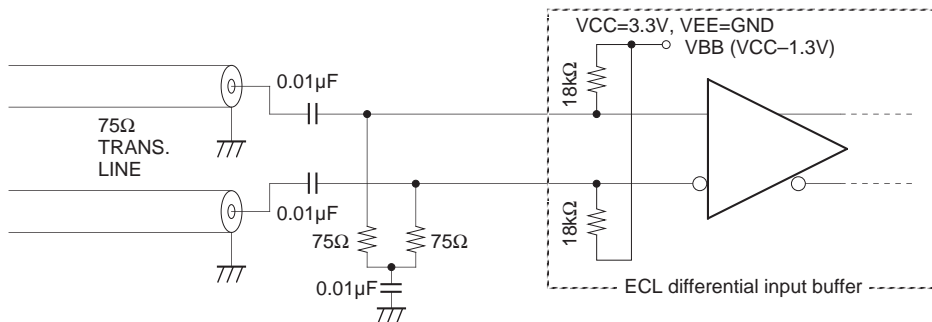 VCC=3.3V, VEE=GND
VBB (VCC–1.3V)
0.01µF
18kΩ
75Ω
TRANS.
LINE
0.01µF
18kΩ
75Ω
75Ω
0.01µF
ECL differential input buffer